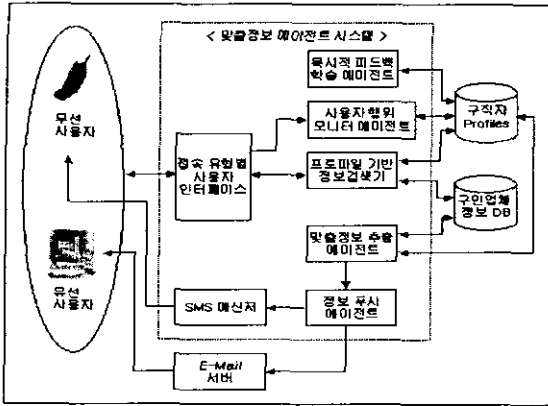 < 맞춤정보 에이전트 시스템 >
묵시적 피드백
학습 에이전트
무선
사용자
사용자 행위
모니터 에이전트
구직자
Profiles
접속 유형별
사용자
인터페이스
프로파일 기반
정보검색기
구인업체
정보 DB
맞춤정보 추출
에이전트
유선
사용자
SMS 메신저
정보 푸시
에이전트
E-Mail
서버